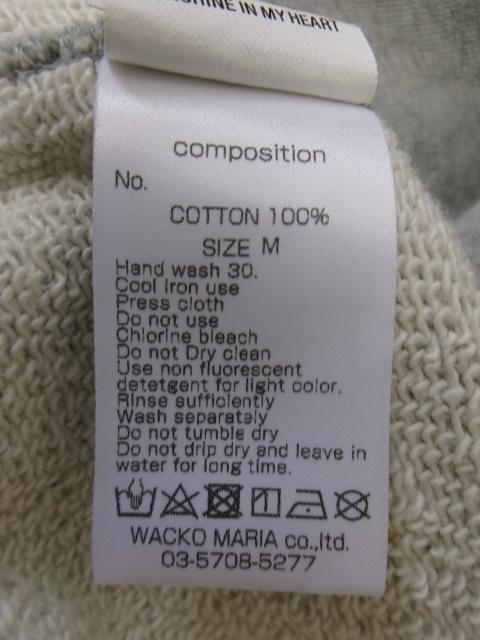 SHINE IN MY HEART
composition
No.
COTTON 100%
SIZE M
Hand wash 30.
Cool Iron use
Press cloth
Do not use
Chlorine bleach
Do not Dry clean
Use non fluorescent
detetgent for light color.
Rinse sufficiently
Wash separately
Do not tumble dry
Do not drip dry and leave in
water for long time.
WACKO MARIA co.,ltd.
03-5708-5277